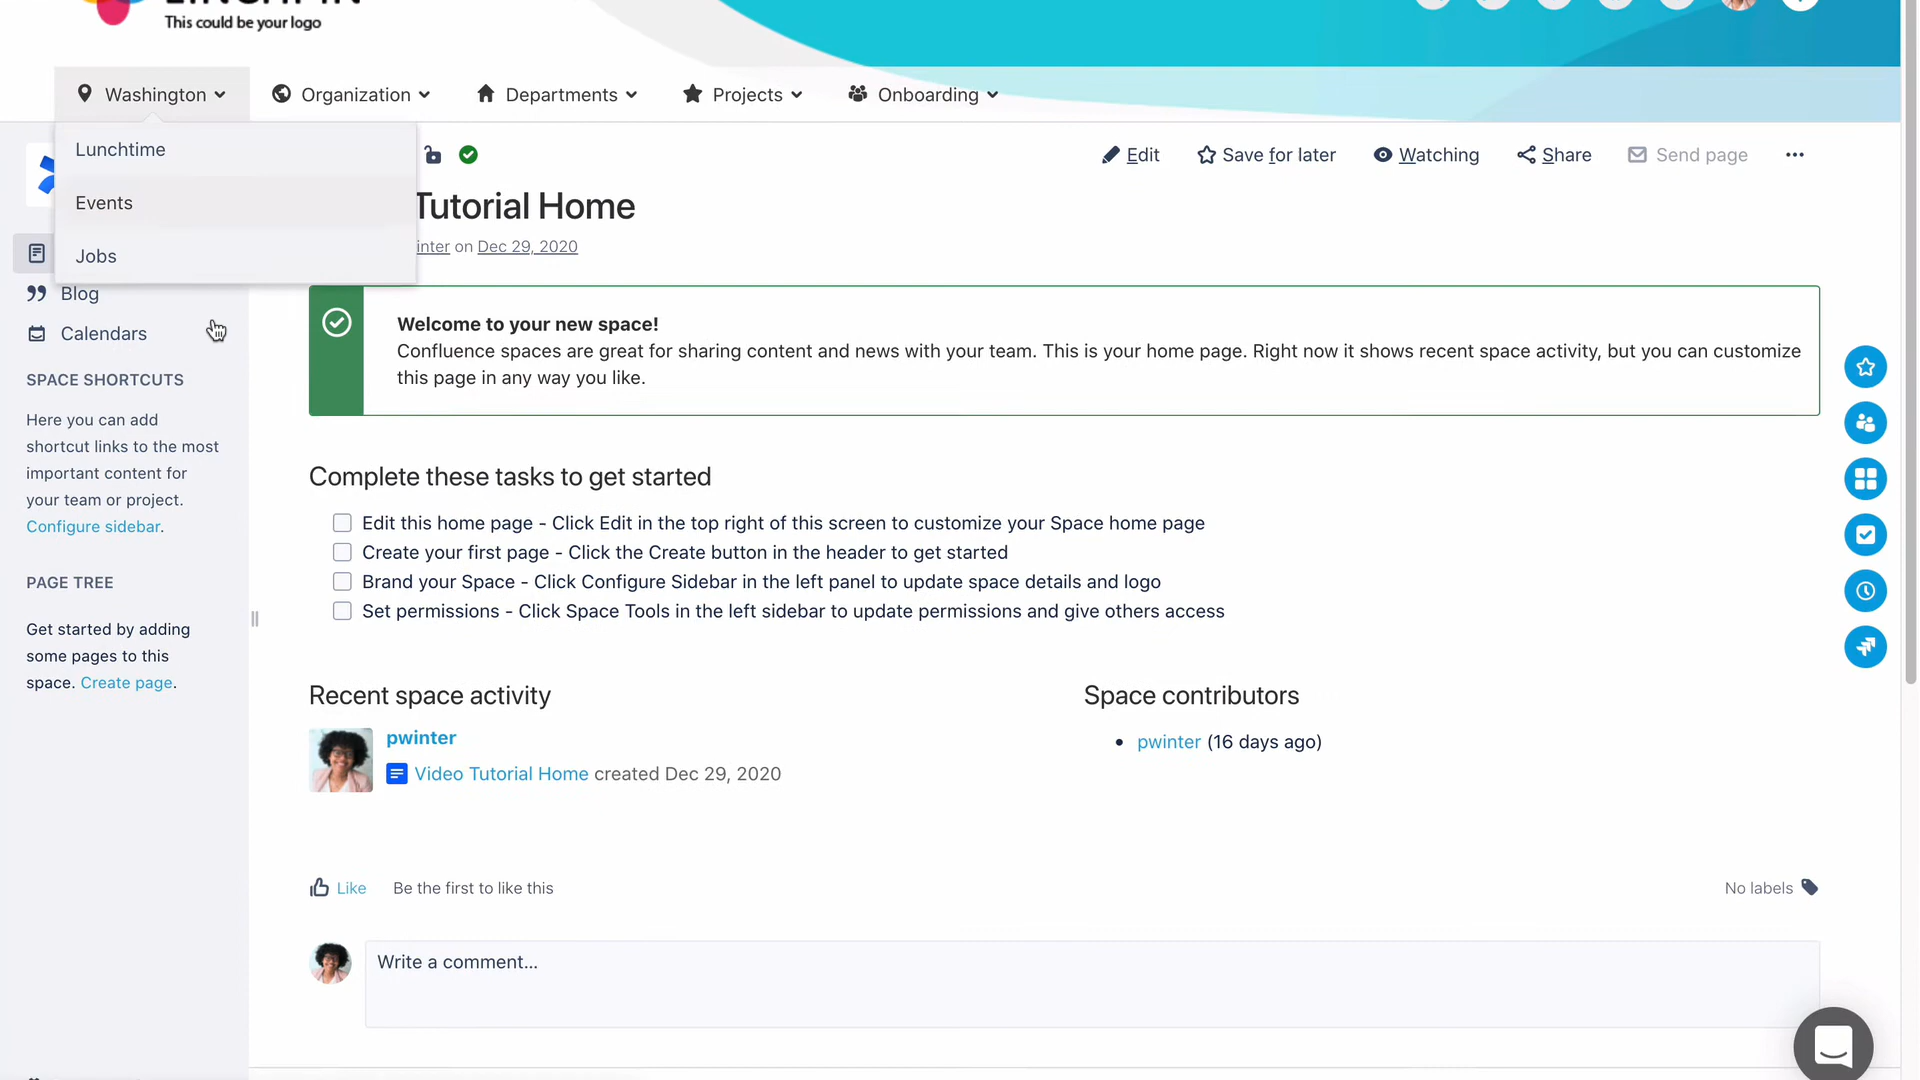 This could be your logo
Washington
Organization
Departments
Projects
Onboarding
Lunchtime
Events
Jobs
Edit
Save for later
Watching
Share
Send page
Tutorial Home
inter on Dec 29, 2020
Blog
Calendars
SPACE SHORTCUTS
Here you can add
shortcut links to the most
important content for
your team or project.
Configure sidebar.
PAGE TREE
Get started by adding
some pages to this
space. Create page.
Welcome to your new space!
Confluence spaces are great for sharing content and news with your team. This is your home page. Right now it shows recent space activity, but you can customize
this page in any way you like.
Complete these tasks to get started
Edit this home page - Click Edit in the top right of this screen to customize your Space home page
Create your first page - Click the Create button in the header to get started
Brand your Space - Click Configure Sidebar in the left panel to update space details and logo
Set permissions - Click Space Tools in the left sidebar to update permissions and give others access
Recent space activity
pwinter
Video Tutorial Home created Dec 29, 2020
Space contributors
• pwinter (16 days ago)
Like
Be the first to like this
No labels
Write a comment...